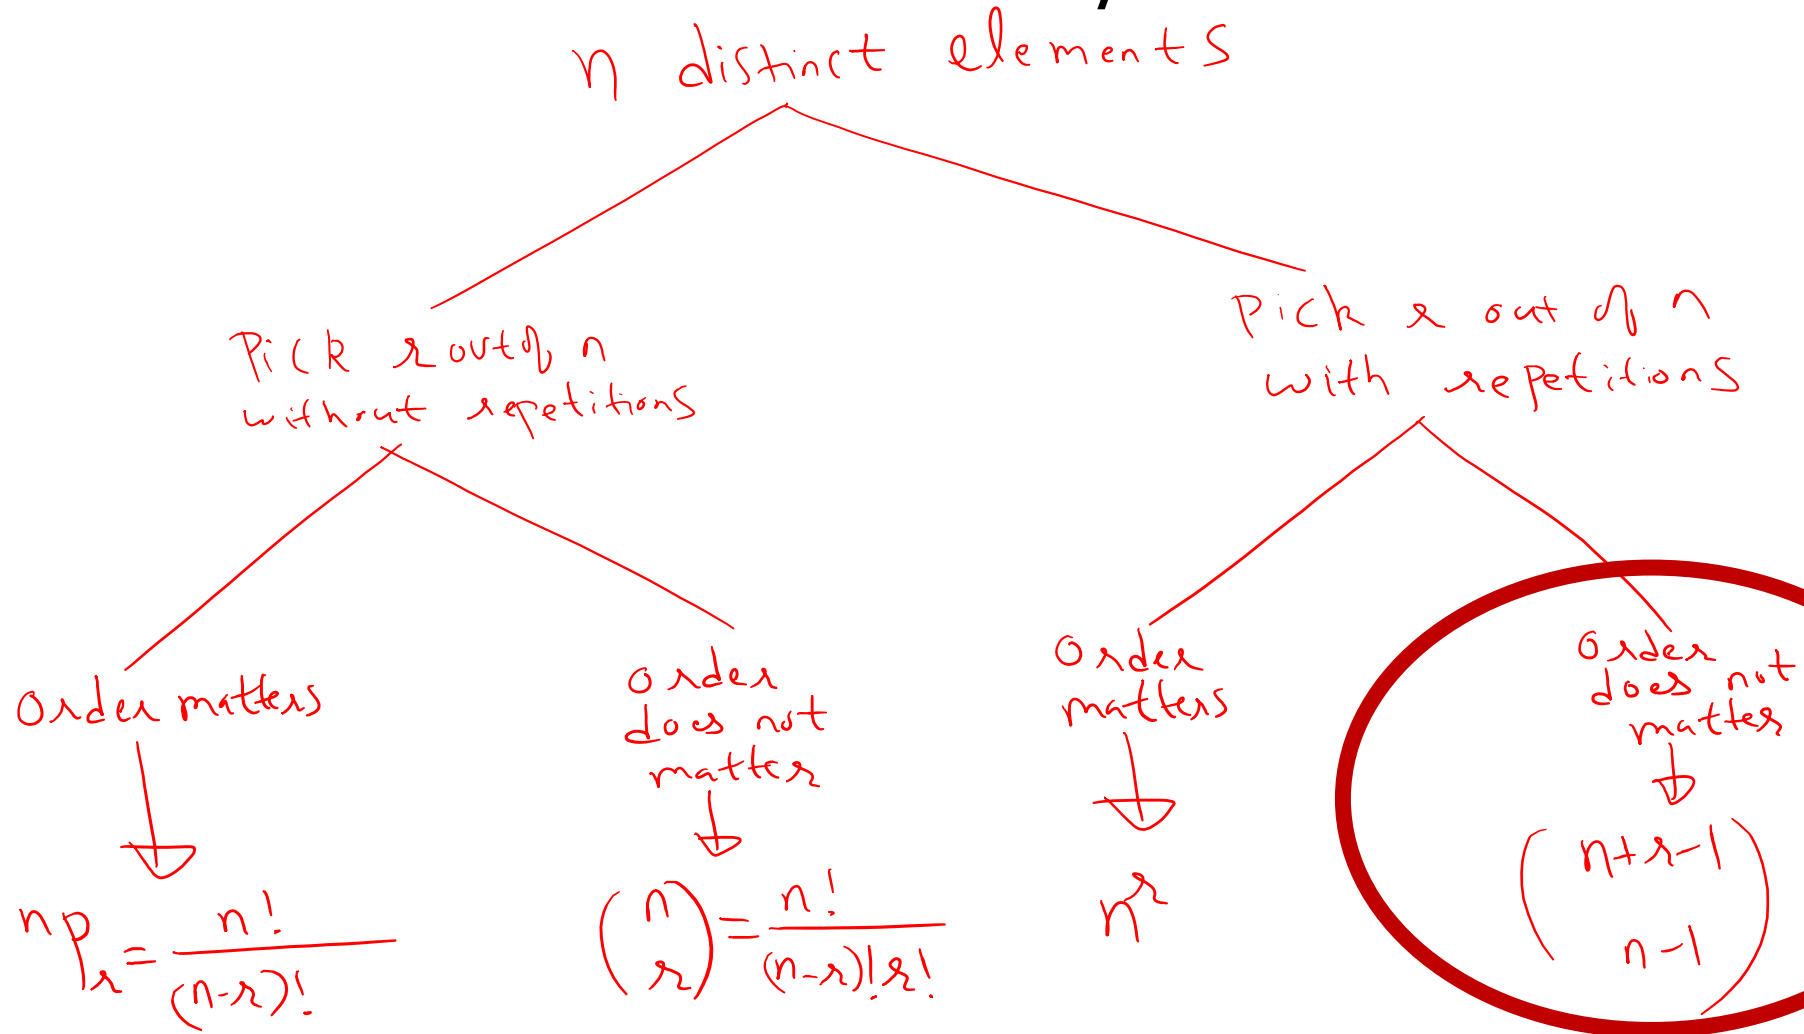 n distinct elements
Pick r out of n
without repetitions
Pick r out of n
with repetitions
Order matters
Order
does not
matter
Order
matters
Order
does not
matter
ⁿPᵣ = n! / (n-r)!
(n r) = n! / (n-r)! r!
nʳ
(n+r-1 n-1)